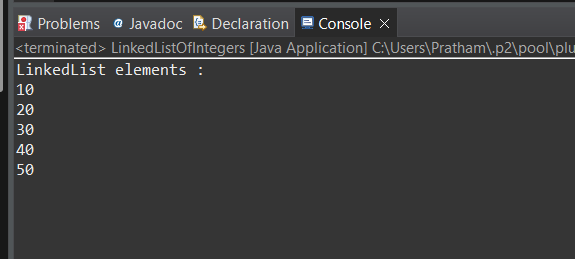 Problems @ Javadoc Declaration Console
<terminated> LinkedListOfIntegers [Java Application] C:\Users\Pratham\.p2\pool\plu
LinkedList elements :
10
20
30
40
50